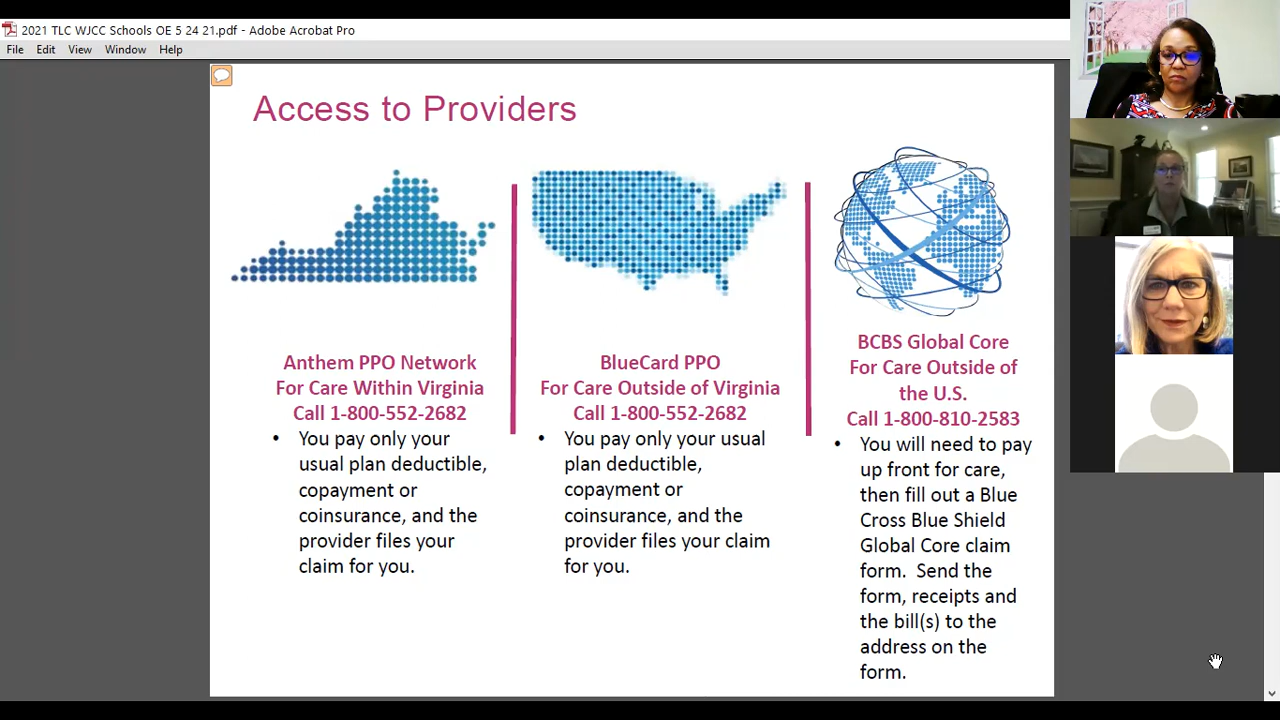 2021 TLC WJCC Schools OE 5 24 21.pdf - Adobe Acrobat Pro
File Edit View Window Help
Access to Providers
Anthem PPO Network
For Care Within Virginia
Call 1-800-552-2682
• You pay only your
usual plan deductible,
copayment or
coinsurance, and the
provider files your
claim for you.
BlueCard PPO
For Care Outside of Virginia
Call 1-800-552-2682
• You pay only your usual
plan deductible,
copayment or
coinsurance, and the
provider files your claim
for you.
BCBS Global Core
For Care Outside of
the U.S.
Call 1-800-810-2583
• You will need to pay
up front for care,
then fill out a Blue
Cross Blue Shield
Global Core claim
form. Send the
form, receipts and
the bill(s) to the
address on the
form.